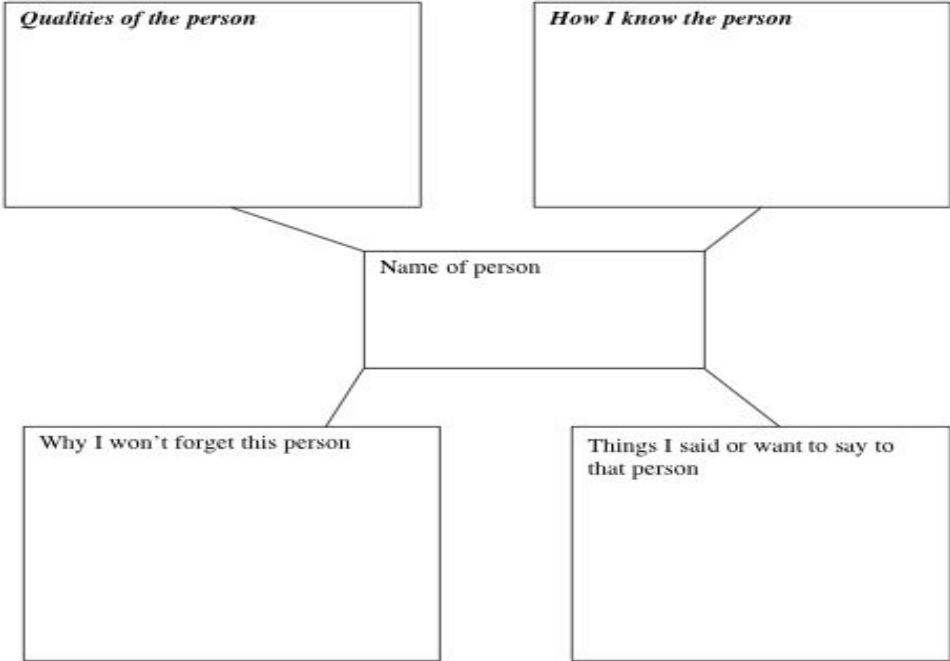 Qualities of the person
How I know the person
Name of person
Why I won’t forget this person
Things I said or want to say to
that person